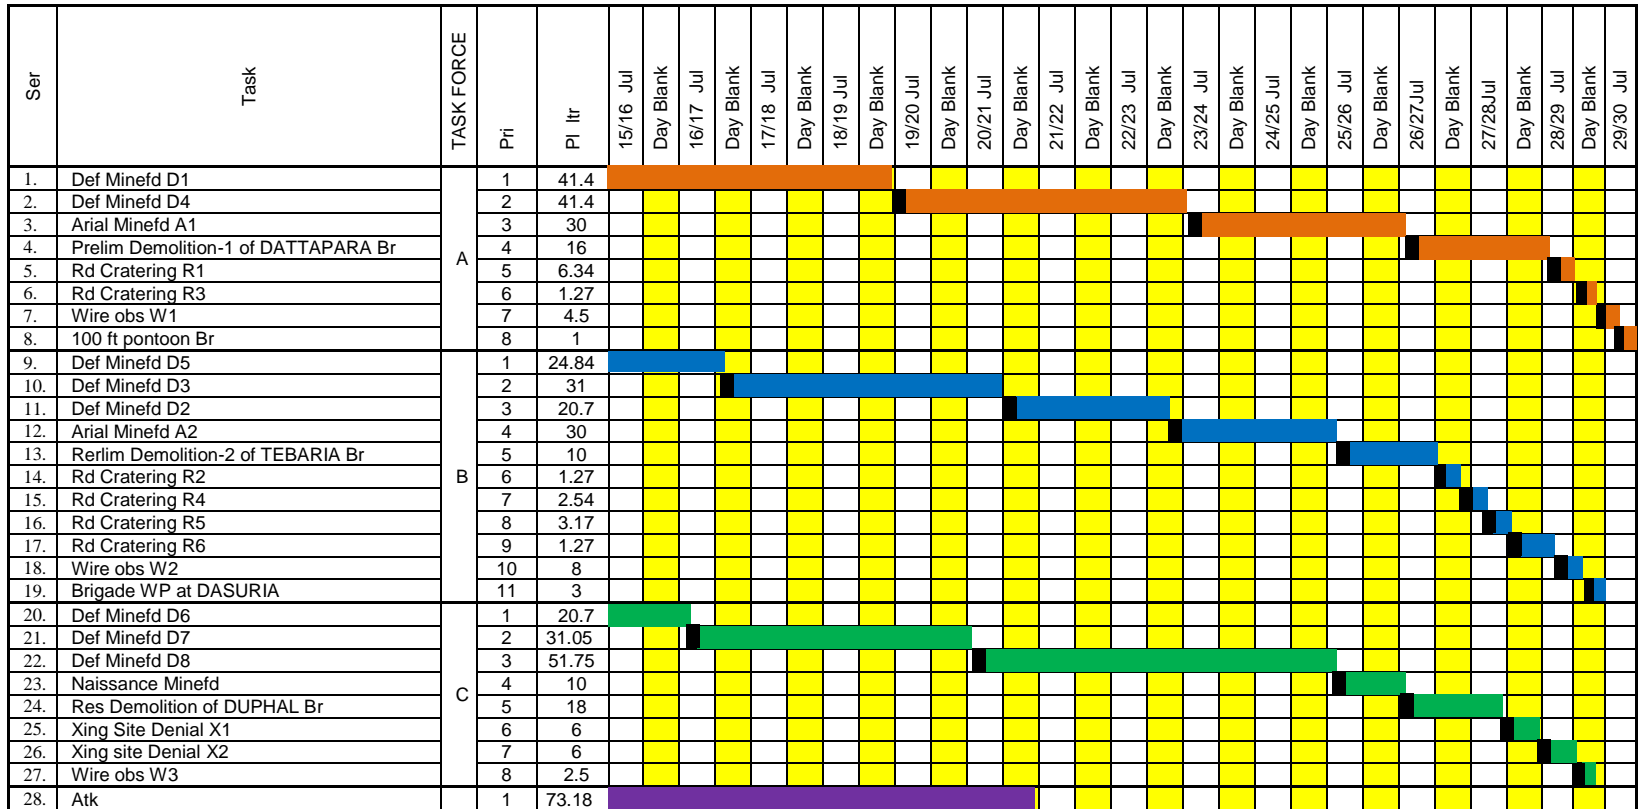 Ser Task TASK FORCE Pri Pl ltr 15/16 Jul Day Blank 16/17 Jul Day Blank 17/18 Jul Day Blank 18/19 Jul Day Blank 19/20 Jul Day Blank 20/21 Jul Day Blank 21/22 Jul Day Blank 22/23 Jul Day Blank 23/24 Jul Day Blank 24/25 Jul Day Blank 25/26 Jul Day Blank 26/27Jul Day Blank 27/28Jul Day Blank 28/29 Jul Day Blank 29/30 Jul
1. Def Minefd D1 1 41.4
2. Def Minefd D4 2 41.4
3. Arial Minefd A1 3 30
4. Prelim Demolition-1 of DATTAPARA Br 4 16
A
5. Rd Cratering R1 5 6.34
6. Rd Cratering R3 6 1.27
7. Wire obs W1 7 4.5
8. 100 ft pontoon Br 8 1
9. Def Minefd D5 1 24.84
10. Def Minefd D3 2 31
11. Def Minefd D2 3 20.7
12. Arial Minefd A2 4 30
13. Rerlim Demolition-2 of TEBARIA Br 5 10
14. Rd Cratering R2 B 6 1.27
15. Rd Cratering R4 7 2.54
16. Rd Cratering R5 8 3.17
17. Rd Cratering R6 9 1.27
18. Wire obs W2 10 8
19. Brigade WP at DASURIA 11 3
20. Def Minefd D6 1 20.7
21. Def Minefd D7 2 31.05
22. Def Minefd D8 3 51.75
23. Naissance Minefd 4 10
C
24. Res Demolition of DUPHAL Br 5 18
25. Xing Site Denial X1 6 6
26. Xing site Denial X2 7 6
27. Wire obs W3 8 2.5
28. Atk 1 73.18